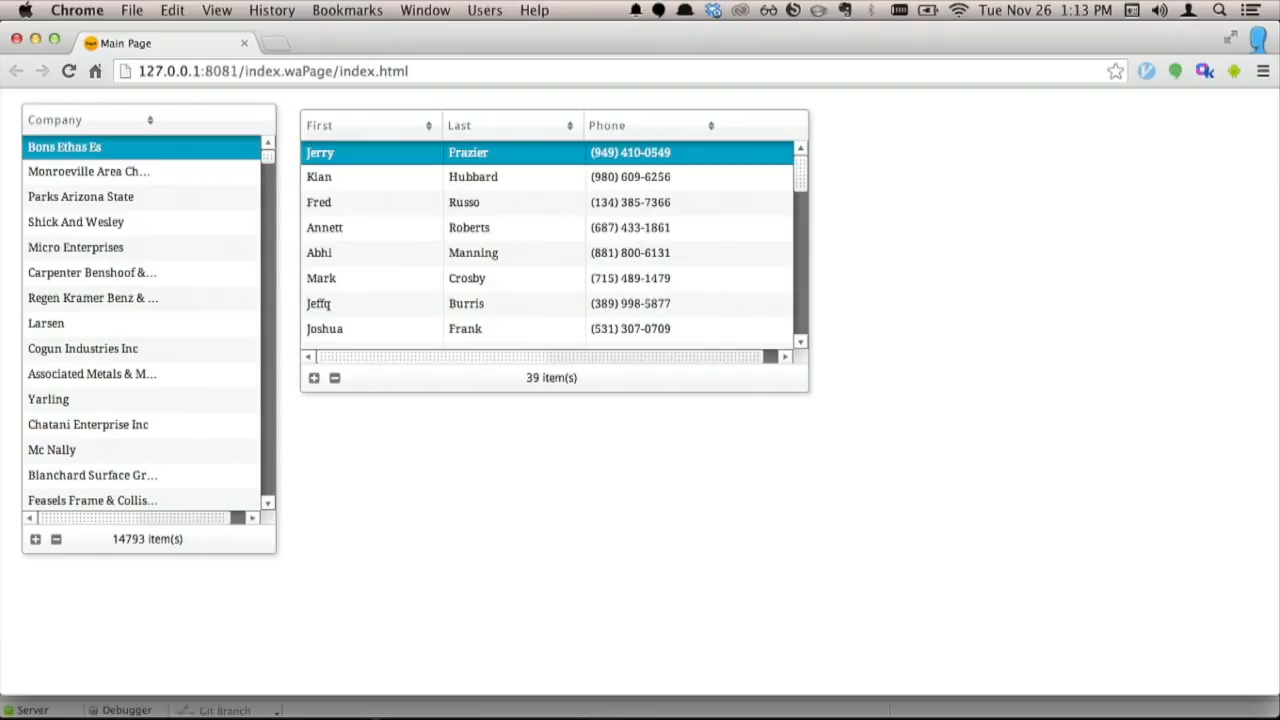 Chrome File Edit View History Bookmarks Window Users Help Tue Nov 26 1:13 PM
Main Page
127.0.0.1:8081/index.waPage/index.html
Company
Bons Ethas Es
Monroeville Area Ch...
Parks Arizona State
Shick And Wesley
Micro Enterprises
Carpenter Benshoof &...
Regen Kramer Benz & ...
Larsen
Cogun Industries Inc
Associated Metals & M...
Yarling
Chatani Enterprise Inc
Mc Nally
Blanchard Surface Gr...
Feasels Frame & Collis...
14793 item(s)
First Last Phone
Jerry Frazier (949) 410-0549
Kian Hubbard (980) 609-6256
Fred Russo (134) 385-7366
Annett Roberts (687) 433-1861
Abhi Manning (881) 800-6131
Mark Crosby (715) 489-1479
Jeffq Burris (389) 998-5877
Joshua Frank (531) 307-0709
39 item(s)
Server Debugger Git Branch